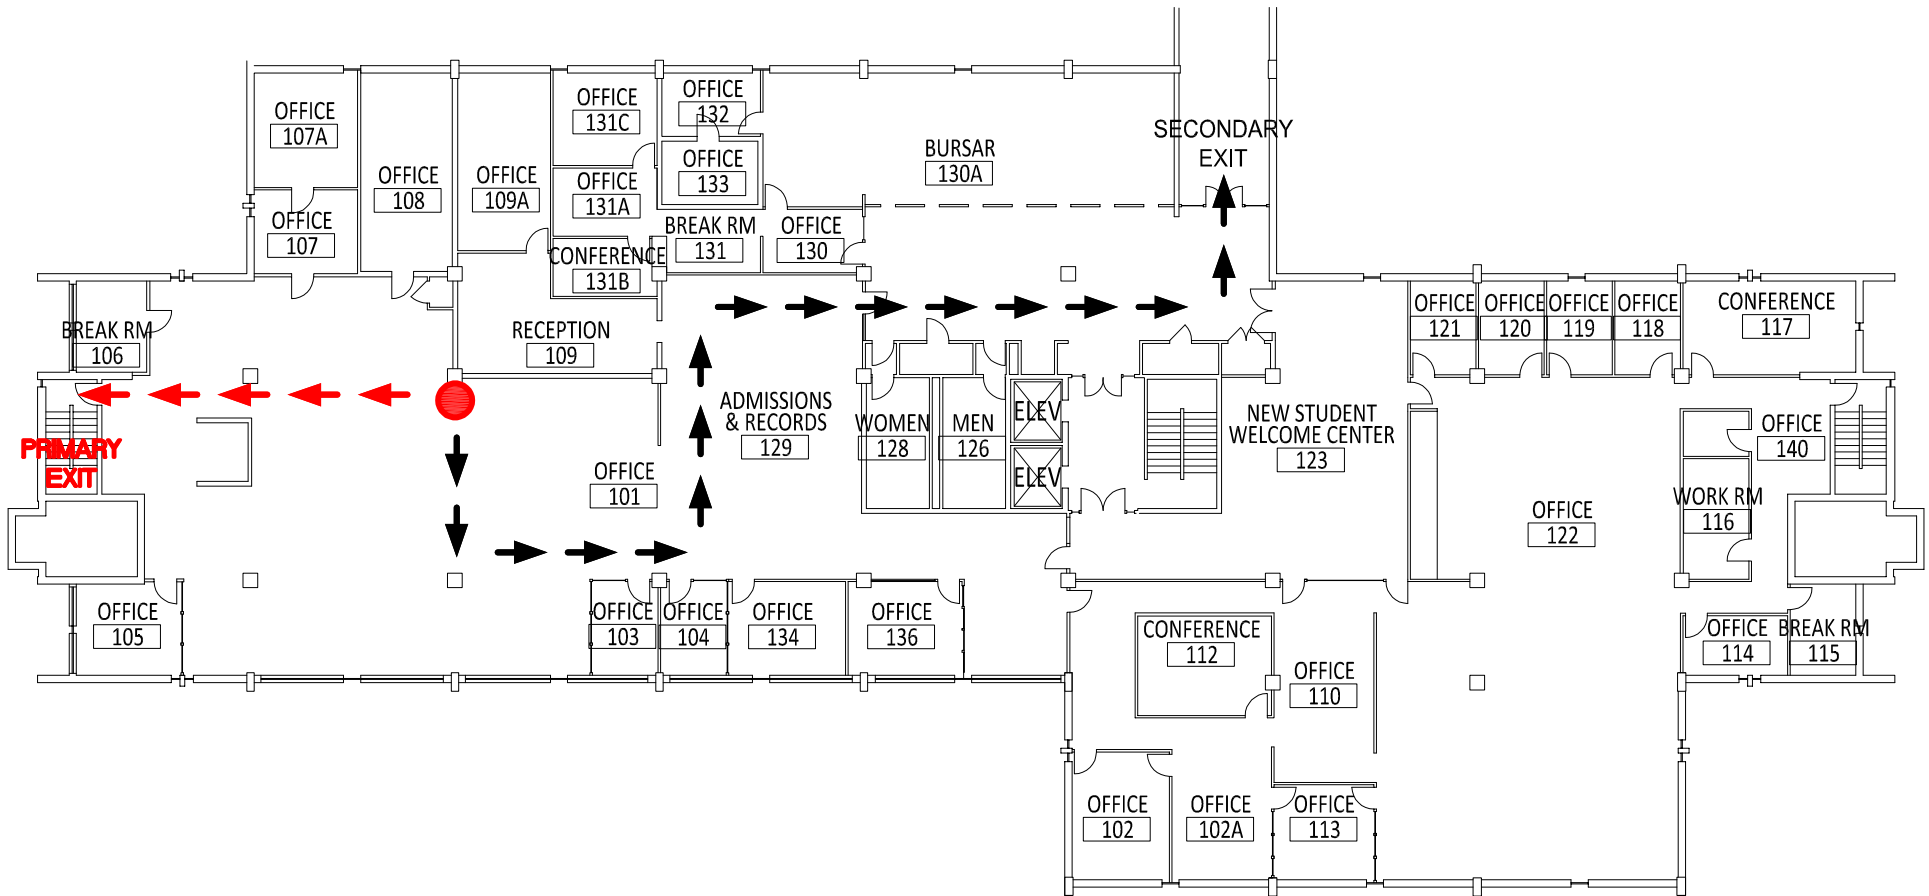 OFFICE
107A
OFFICE
108
OFFICE
109A
OFFICE
131C
OFFICE
132
OFFICE
133
BURSAR
130A
SECONDARY
EXIT
OFFICE
107
OFFICE
131A
BREAK RM
131
OFFICE
130
CONFERENCE
131B
BREAK RM
106
RECEPTION
109
OFFICE
121
OFFICE
120
OFFICE
119
OFFICE
118
CONFERENCE
117
PRIMARY
EXIT
OFFICE
101
ADMISSIONS
& RECORDS
129
WOMEN
128
MEN
126
ELEV
ELEV
NEW STUDENT
WELCOME CENTER
123
OFFICE
122
WORK RM
116
OFFICE
140
OFFICE
105
OFFICE
103
OFFICE
104
OFFICE
134
OFFICE
136
CONFERENCE
112
OFFICE
110
OFFICE
114
BREAK RM
115
OFFICE
102
OFFICE
102A
OFFICE
113